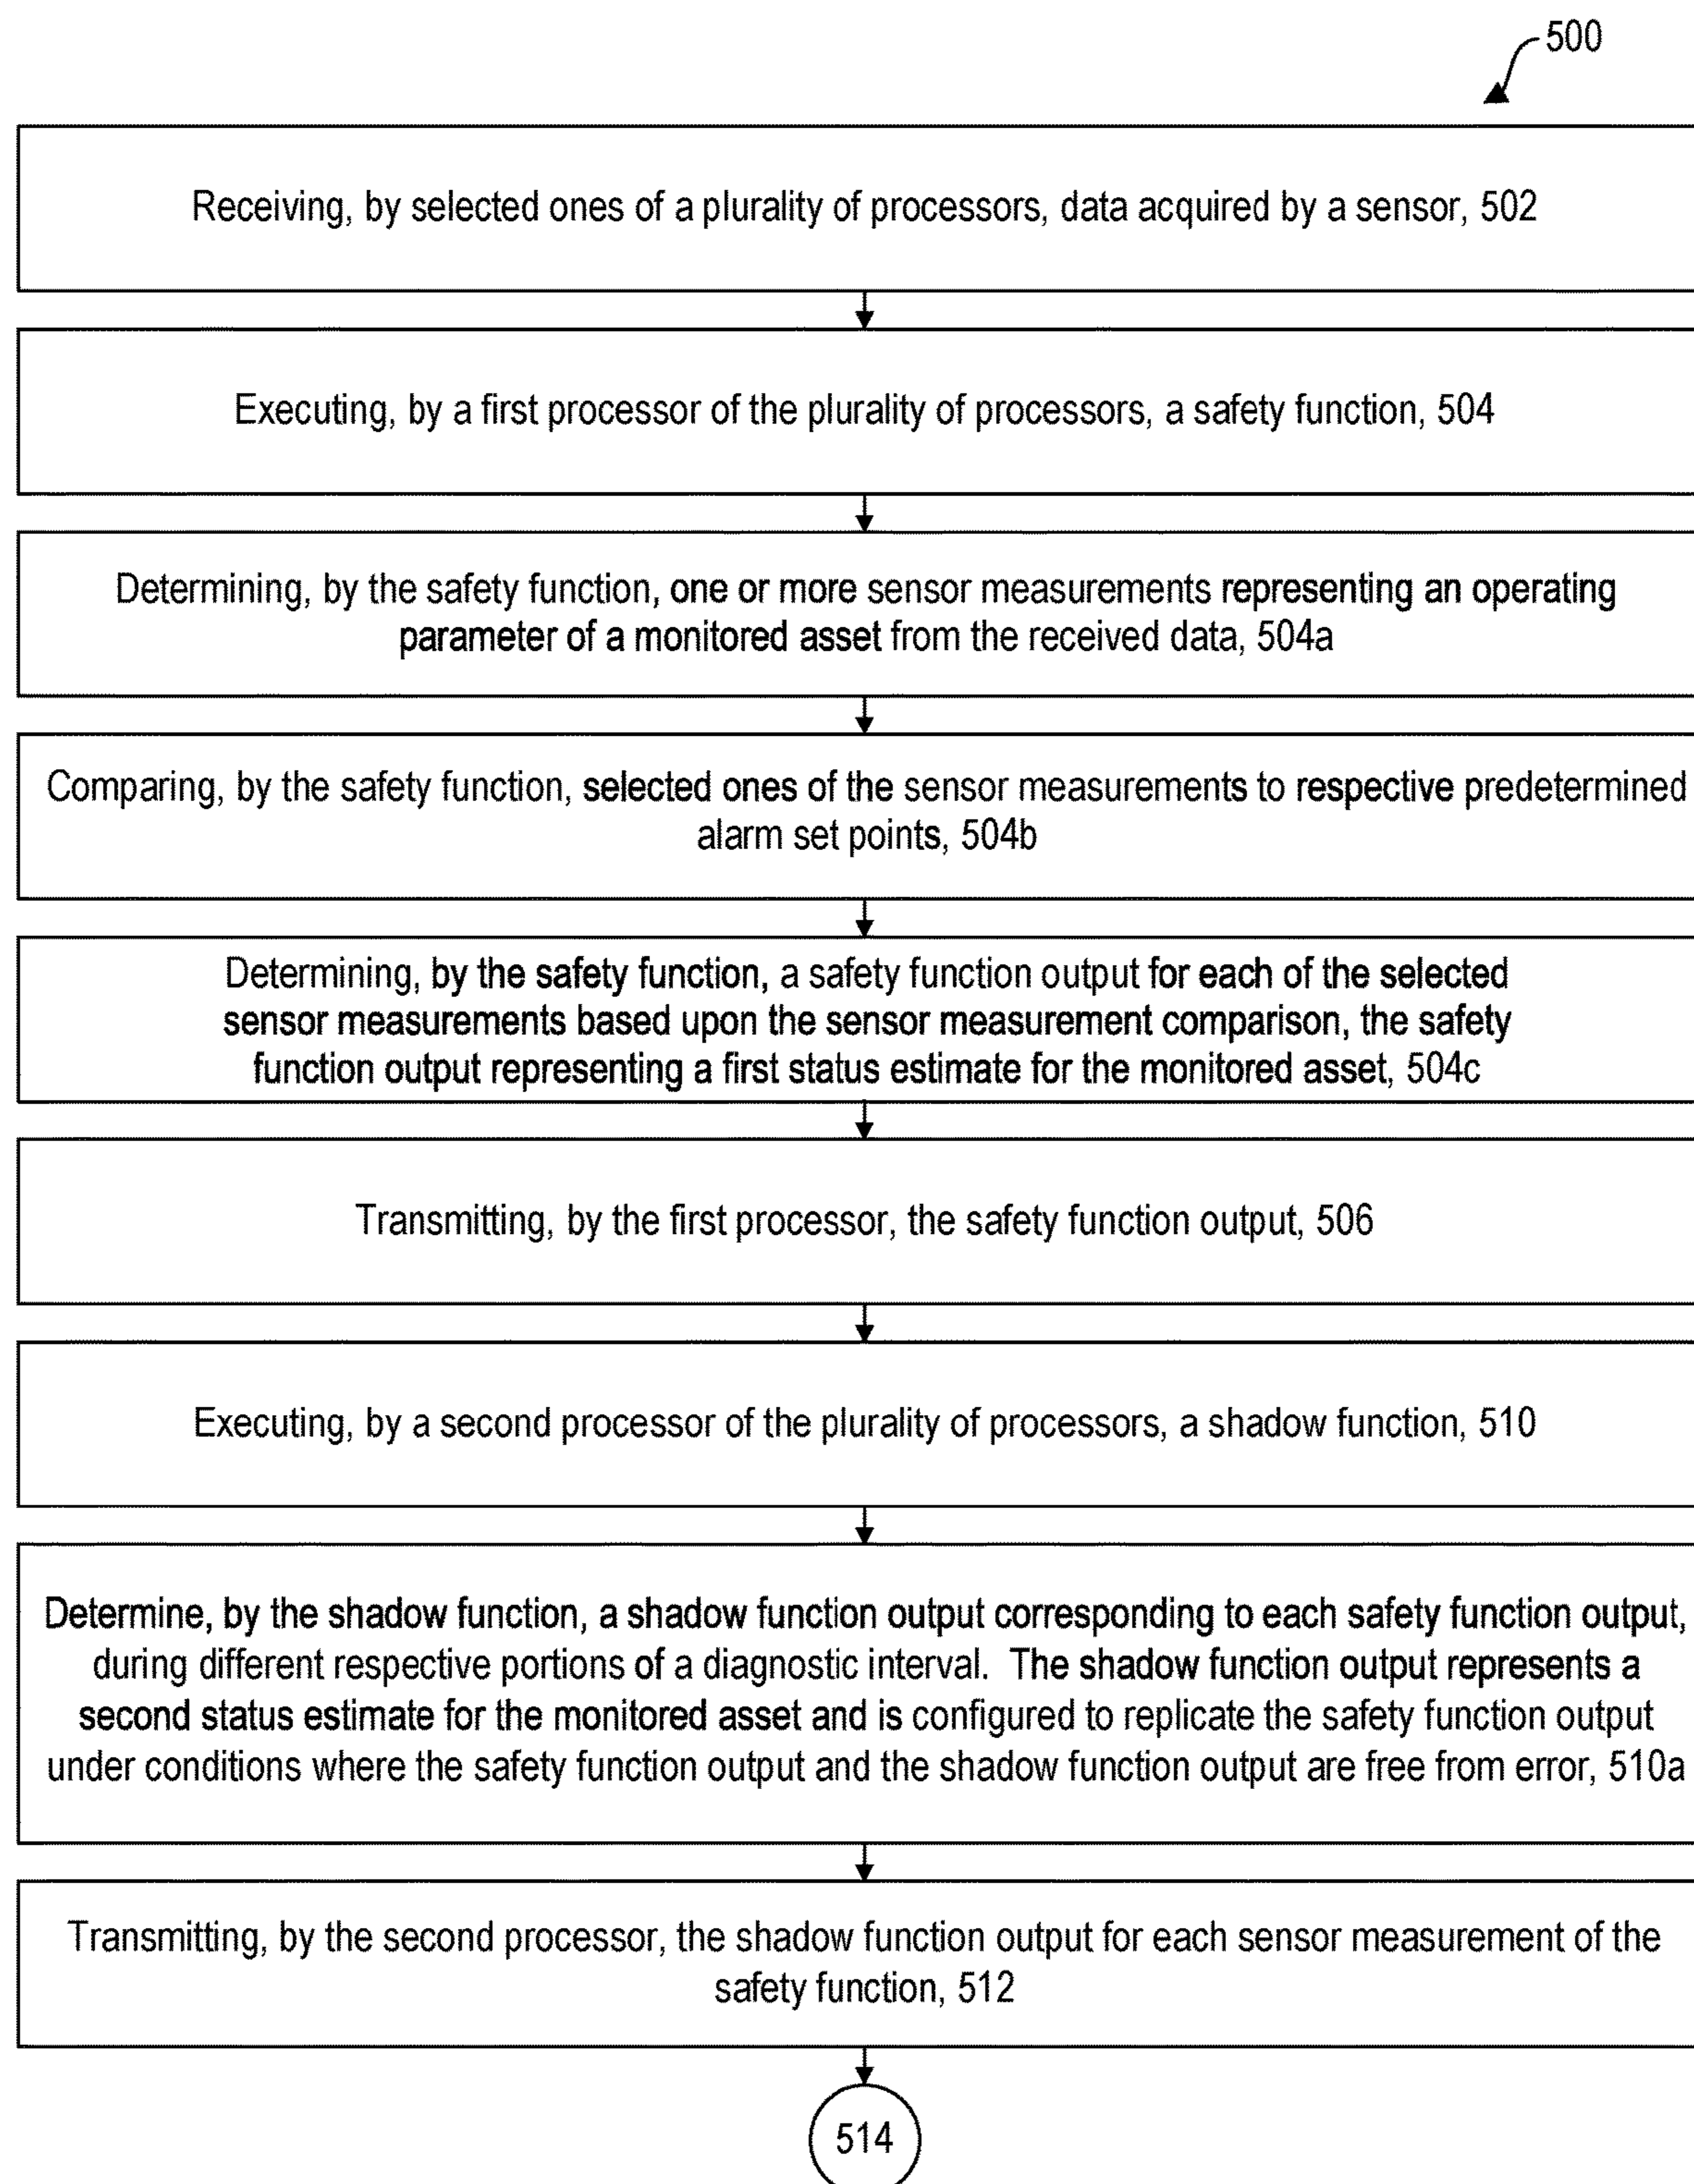 500
Receiving, by selected ones of a plurality of processors, data acquired by a sensor, 502
Executing, by a first processor of the plurality of processors, a safety function, 504
Determining, by the safety function, one or more sensor measurements representing an operating
parameter of a monitored asset from the received data, 504a
Comparing, by the safety function, selected ones of the sensor measurements to respective predetermined
alarm set points, 504b
Determining, by the safety function, a safety function output for each of the selected
sensor measurements based upon the sensor measurement comparison, the safety
function output representing a first status estimate for the monitored asset, 504c
Transmitting, by the first processor, the safety function output, 506
Executing, by a second processor of the plurality of processors, a shadow function, 510
Determine, by the shadow function, a shadow function output corresponding to each safety function output,
during different respective portions of a diagnostic interval. The shadow function output represents a
second status estimate for the monitored asset and is configured to replicate the safety function output
under conditions where the safety function output and the shadow function output are free from error, 510a
Transmitting, by the second processor, the shadow function output for each sensor measurement of the
safety function, 512
514